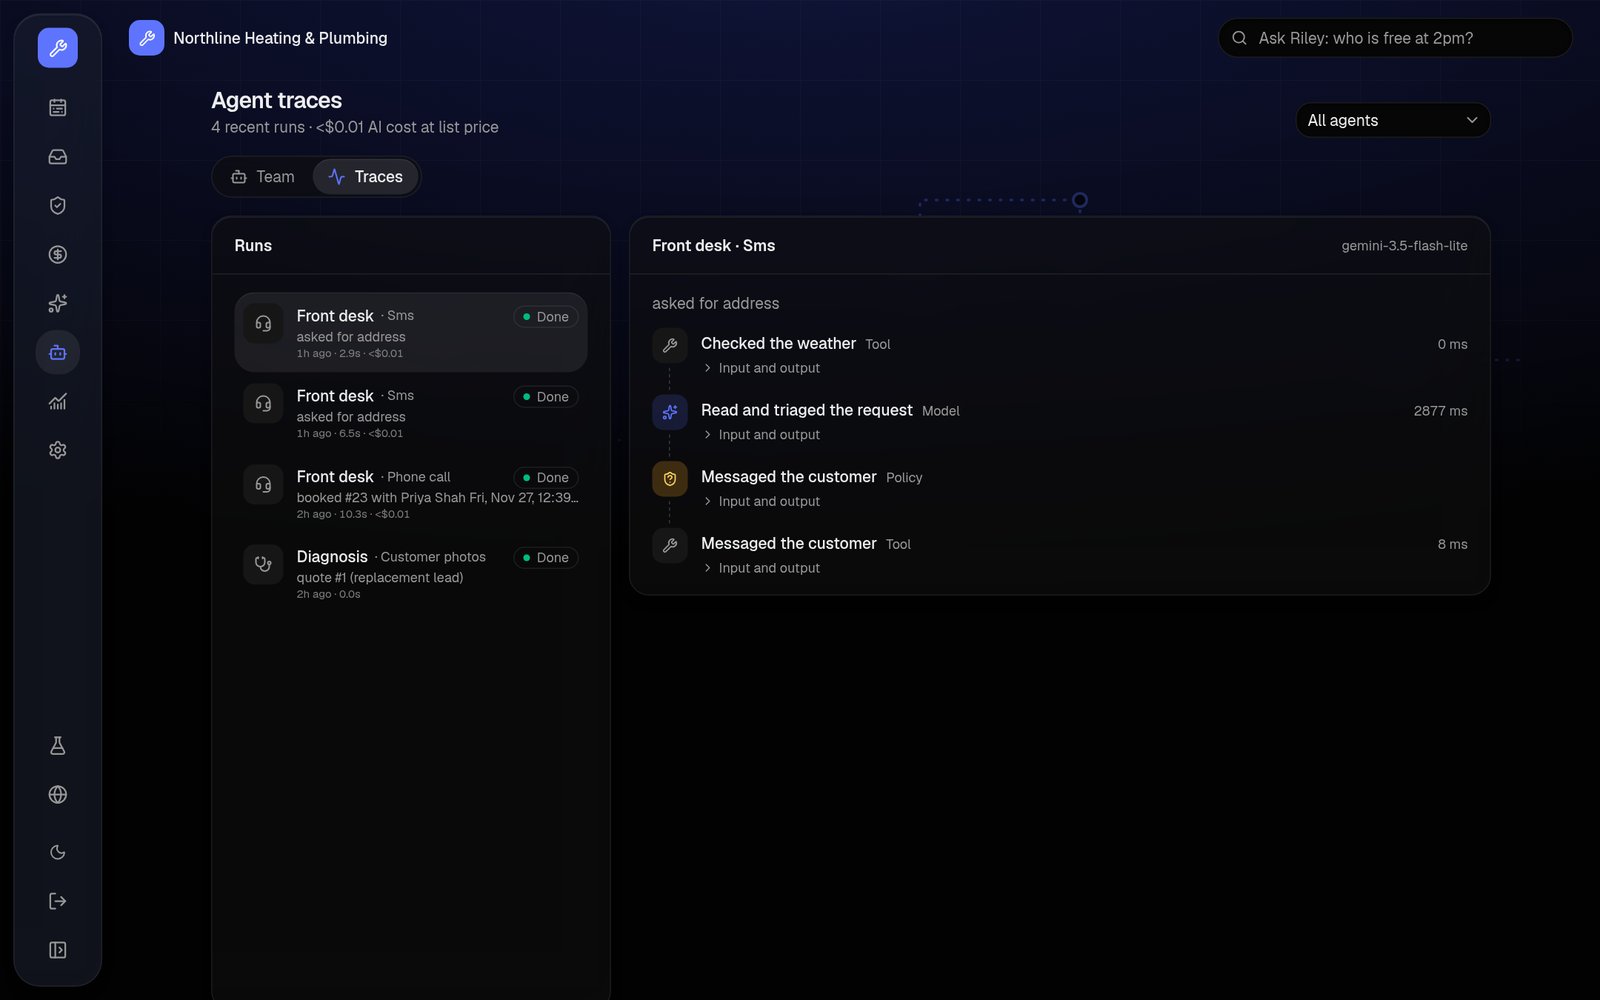 Northline Heating & Plumbing
Ask Riley: who is free at 2pm?
Agent traces
4 recent runs · <$0.01 AI cost at list price
All agents
Team
Traces
Runs
Front desk · Sms
Done
asked for address
1h ago · 2.9s · <$0.01
Front desk · Sms
Done
asked for address
1h ago · 6.5s · <$0.01
Front desk · Phone call
Done
booked #23 with Priya Shah Fri, Nov 27, 12:39...
2h ago · 10.3s · <$0.01
Diagnosis · Customer photos
Done
quote #1 (replacement lead)
2h ago · 0.0s
Front desk · Sms
gemini-3.5-flash-lite
asked for address
Checked the weather Tool
0 ms
Input and output
Read and triaged the request Model
2877 ms
Input and output
Messaged the customer Policy
Input and output
Messaged the customer Tool
8 ms
Input and output